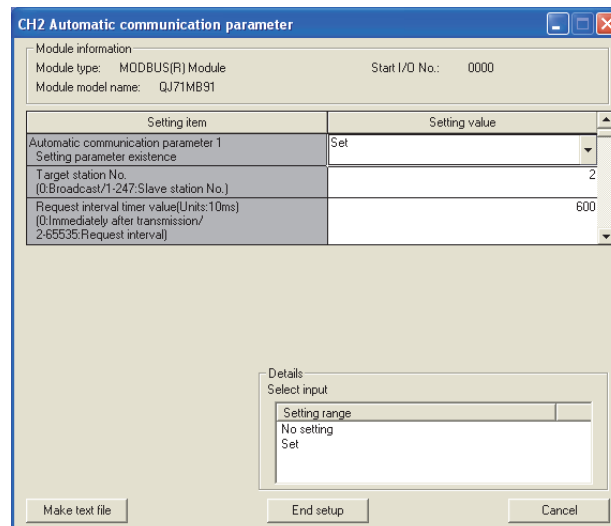 CH2 Automatic communication parameter
Module information
Module type: MODBUS(R) Module Start I/O No.: 0000
Module model name: QJ71MB91
Setting item Setting value
Automatic communication parameter 1 Set
Setting parameter existence
Target station No. 2
(0:Broadcast/1-247:Slave station No.)
Request interval timer value(Units:10ms) 600
(0:Immediately after transmission/
2-65535:Request interval)
Details
Select input
Setting range
No setting
Set
Make text file End setup Cancel